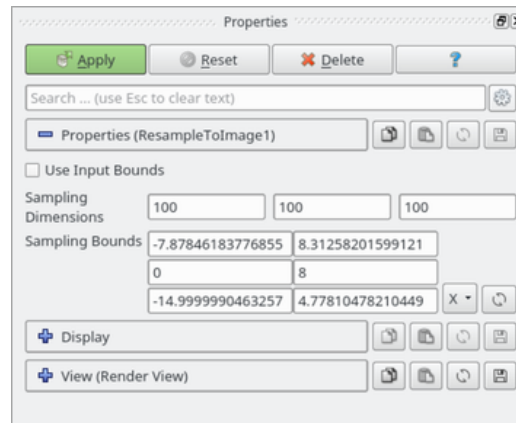 Properties
Apply Reset Delete ?
Search ... (use Esc to clear text)
Properties (ResampleToImage1)
Use Input Bounds
Sampling
Dimensions
100 100 100
Sampling Bounds -7.87846183776855 8.31258201599121
0 8
-14.9999990463257 4.77810478210449 X
Display
View (Render View)